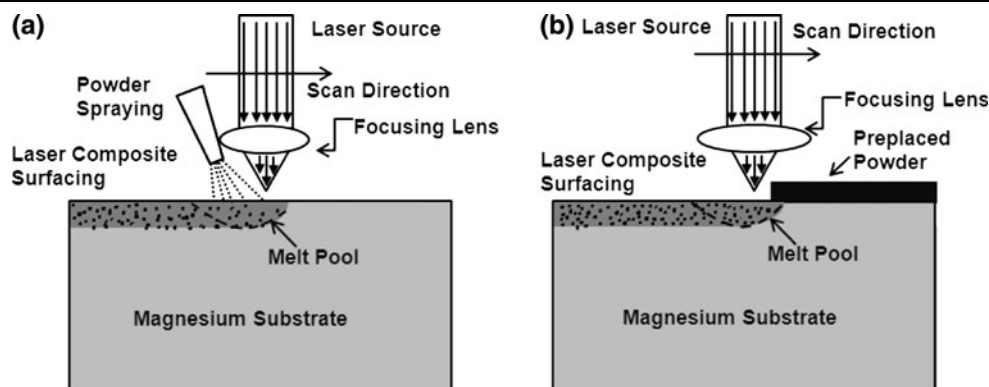 (a)
Laser Source
Powder
Spraying
Scan Direction
Focusing Lens
Laser Composite
Surfacing
Melt Pool
Magnesium Substrate
(b)
Laser Source
Scan Direction
Focusing Lens
Preplaced
Powder
Laser Composite
Surfacing
Melt Pool
Magnesium Substrate